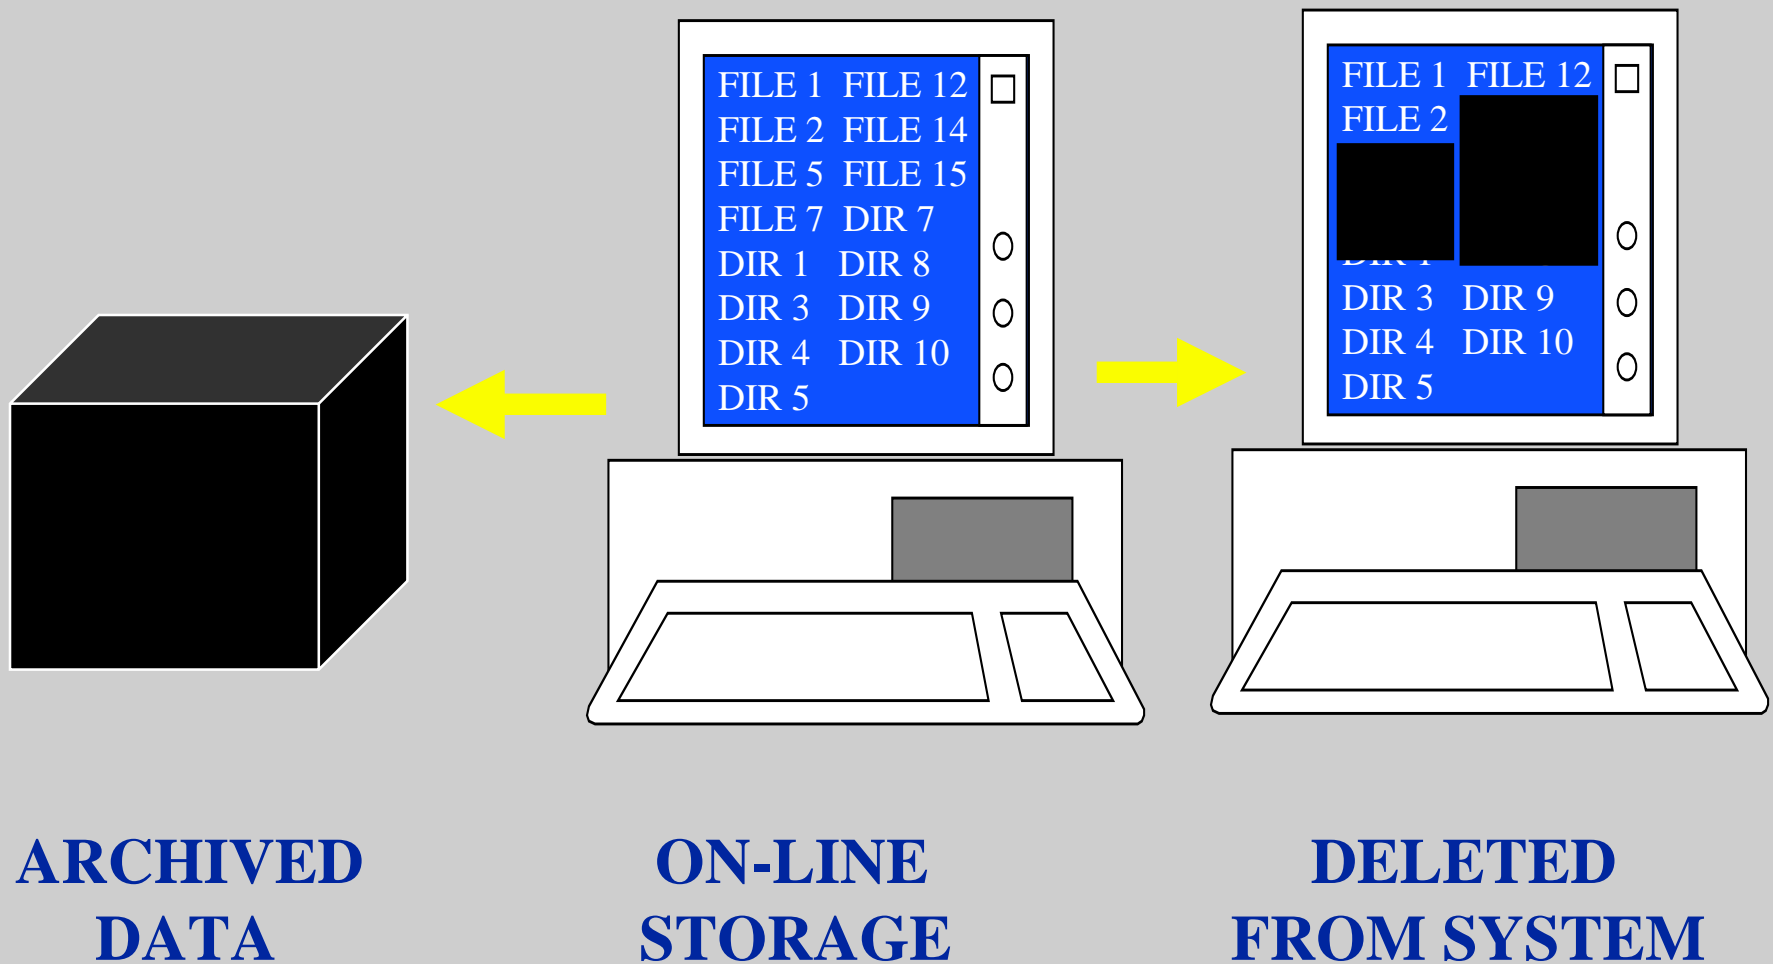 FILE 1 FILE 12
FILE 2 FILE 14
FILE 5 FILE 15
FILE 7 DIR 7
DIR 1 DIR 8
DIR 3 DIR 9
DIR 4 DIR 10
DIR 5
FILE 1 FILE 12
FILE 2
DIR 3 DIR 9
DIR 4 DIR 10
DIR 5
ARCHIVED
DATA
ON-LINE
STORAGE
DELETED
FROM SYSTEM